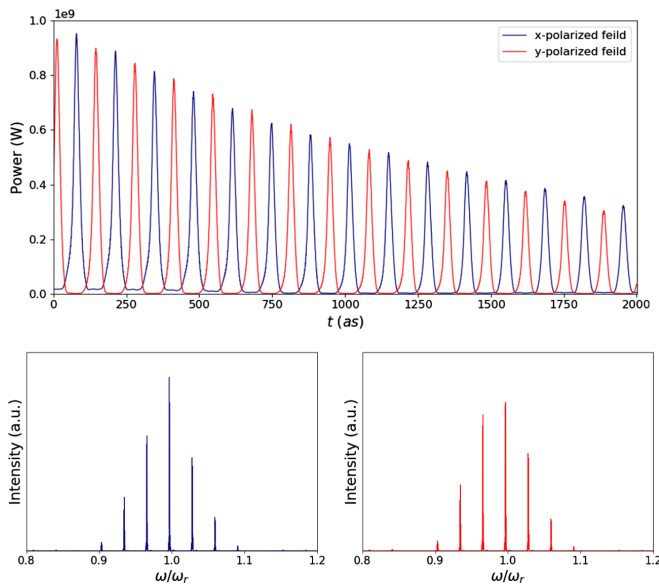 1e9
x-polarized feild
y-polarized feild
Power (W)
1.0
0.8
0.6
0.4
0.2
0.0
0 250 500 750 1000 1250 1500 1750 2000
t (as)
Intensity (a.u.)
0.8 0.9 1.0 1.1 1.2
ω/ωr
Intensity (a.u.)
0.8 0.9 1.0 1.1 1.2
ω/ωr